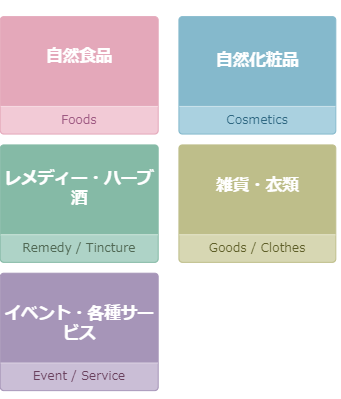 自然食品
Foods
自然化粧品
Cosmetics
レメディー・ハーブ
酒
Remedy / Tincture
雑貨・衣類
Goods / Clothes
イベント・各種サー
ビス
Event / Service